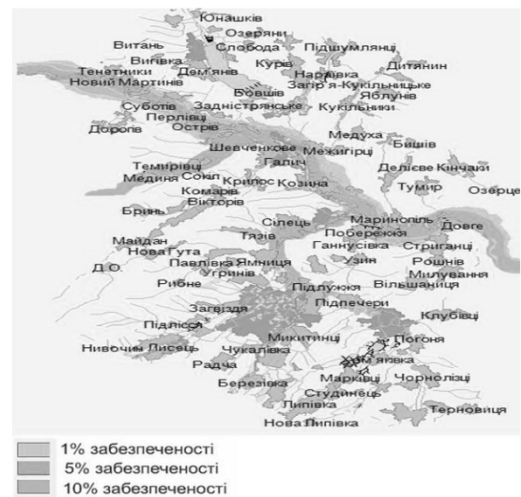 Юнашків
Озеряни
Витань Слобода Підшумлянці
Вигівка Курів Дитятин
Тенетники Дем'янів Нараївка
Новий Мартинів Загір'я-Кукільницьке
Бовшів Яблунів
Суботів Задністрянське Кукільники
Перлівці
Дорогів Острів Медуха
Шевченкове Межигірці Бишів
Темирівці Галич Делієве Кінчаки
Мединя Сокіл Крилос Козина
Комарів Тумир Озерце
Бринь Вікторів
Сілець Маринопіль
Тязів Побережжя Довге
Майдан Ганнусівка Стриганці
Нова Гута
Д.О. Павлівка Ямниця Узин Рошнів
Угринів Милування
Рибне Підлужжя Вільшаниця
Загвіздя Підпечери
Клубівці
Підлісся
Микитинці Погоня
Нивочин Лисець Чукалівка
Радча
Марківці Чорнолізці
Березівка Студинець
Липівка Терновиця
Нова Липівка
1% забезпеченості
5% забезпеченості
10% забезпеченості